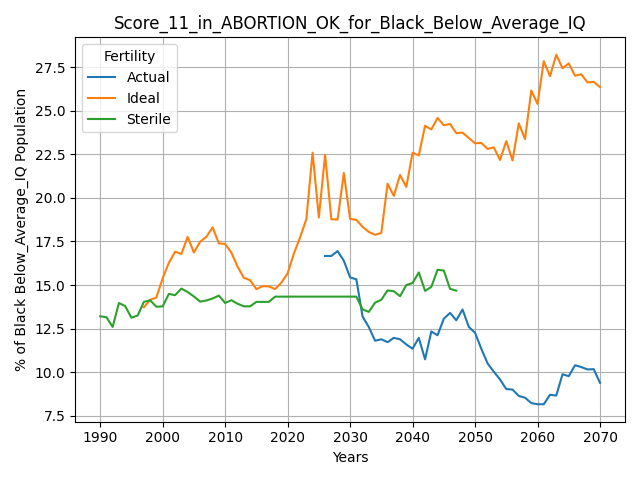 Score_11_in_ABORTION_OK_for_Black_Below_Average_IQ
% of Black Below_Average_IQ Population
27.5
25.0
22.5
20.0
17.5
15.0
12.5
10.0
7.5
Fertility
Actual
Ideal
Sterile
1990 2000 2010 2020 2030 2040 2050 2060 2070
Years